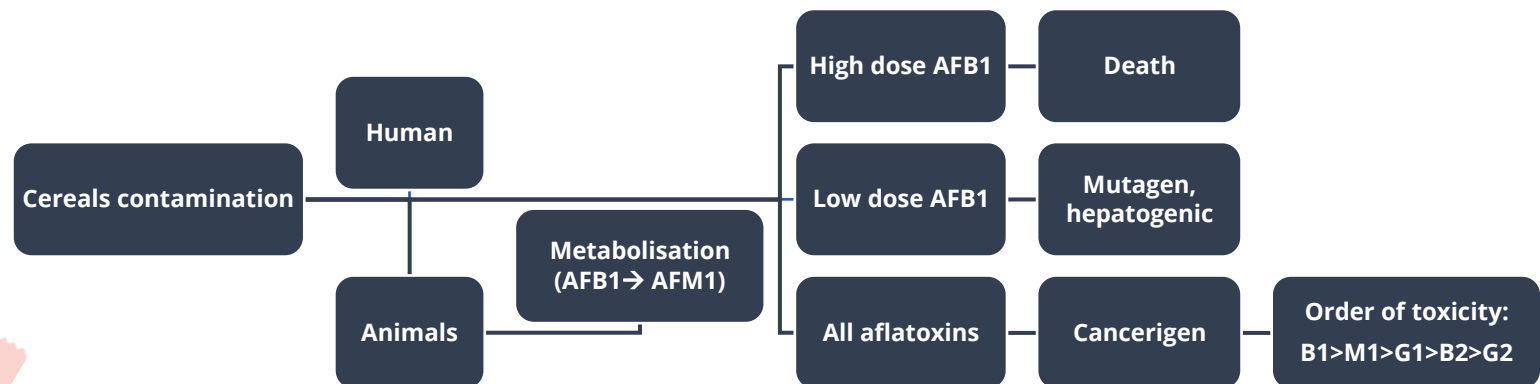 Cereals contamination
Human
Animals
Metabolisation
(AFB1→ AFM1)
High dose AFB1
Death
Low dose AFB1
Mutagen,
hepatogenic
All aflatoxins
Cancerigen
Order of toxicity:
B1>M1>G1>B2>G2